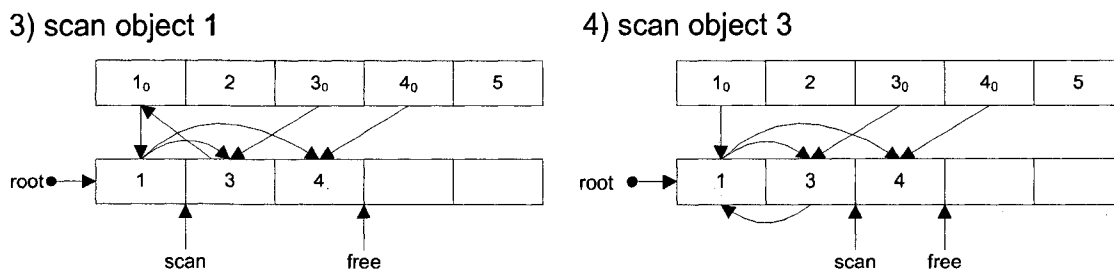 3) scan object 1
1₀ 2 3₀ 4₀ 5
root 1 3 4
scan free
4) scan object 3
1₀ 2 3₀ 4₀ 5
root 1 3 4
scan free